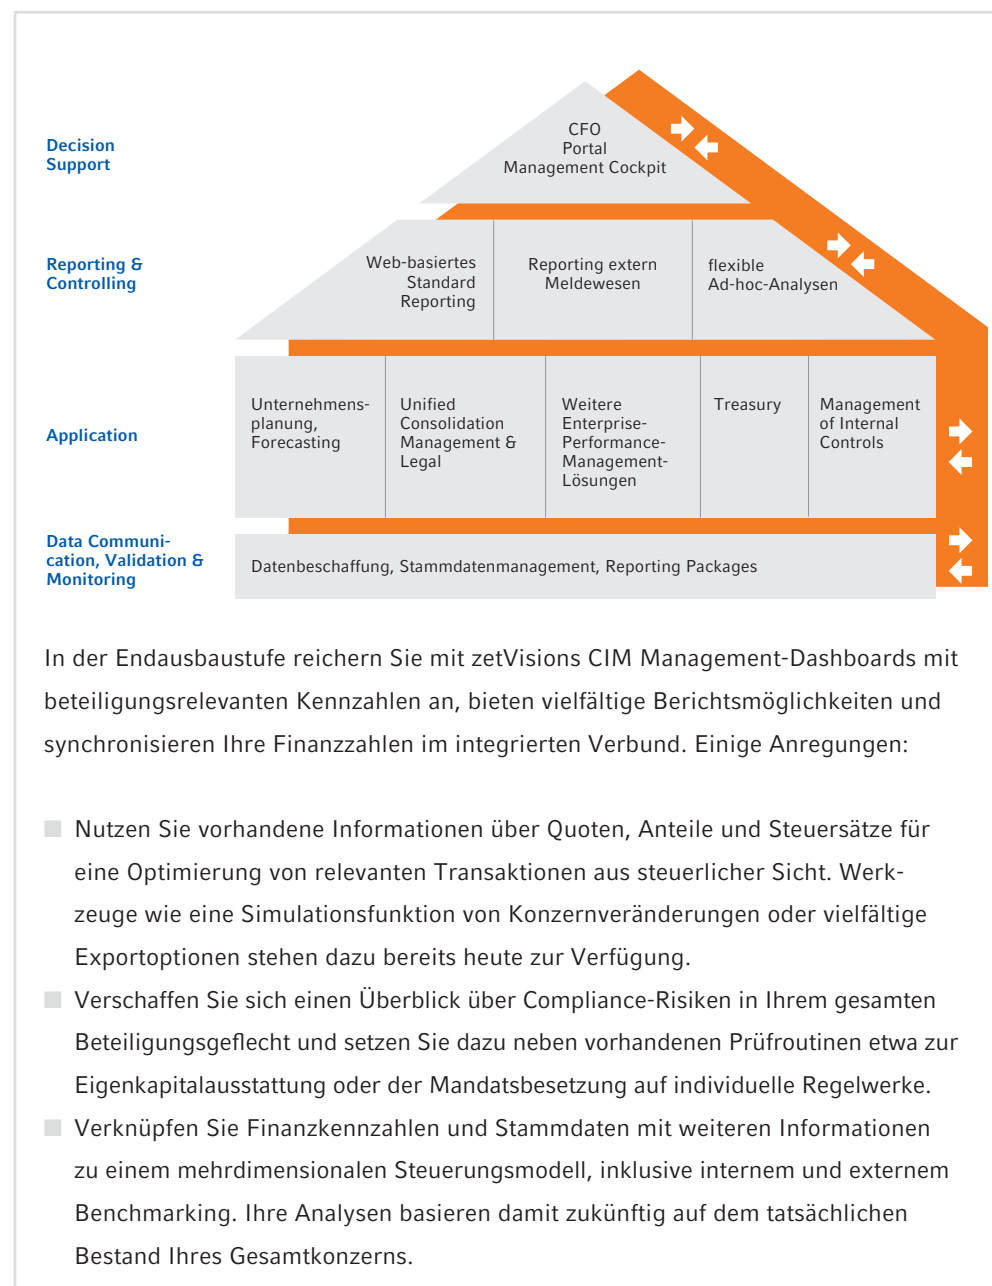 Decision
Support
CFO
Portal
Management Cockpit
Reporting &
Controlling
Web-basiertes
Standard
Reporting
Reporting extern
Meldewesen
flexible
Ad-hoc-Analysen
Application
Unternehmens-
planung,
Forecasting
Unified
Consolidation
Management &
Legal
Weitere
Enterprise-
Performance-
Management-
Lösungen
Treasury
Management
of Internal
Controls
Data Communi-
cation, Validation &
Monitoring
Datenbeschaffung, Stammdatenmanagement, Reporting Packages
In der Endausbaustufe reichern Sie mit zetVisions CIM Management-Dashboards mit
beteiligungsrelevanten Kennzahlen an, bieten vielfältige Berichtsmöglichkeiten und
synchronisieren Ihre Finanzzahlen im integrierten Verbund. Einige Anregungen:
Nutzen Sie vorhandene Informationen über Quoten, Anteile und Steuersätze für
eine Optimierung von relevanten Transaktionen aus steuerlicher Sicht. Werk-
zeuge wie eine Simulationsfunktion von Konzernveränderungen oder vielfältige
Exportoptionen stehen dazu bereits heute zur Verfügung.
Verschaffen Sie sich einen Überblick über Compliance-Risiken in Ihrem gesamten
Beteiligungsgeflecht und setzen Sie dazu neben vorhandenen Prüfroutinen etwa zur
Eigenkapitalausstattung oder der Mandatsbesetzung auf individuelle Regelwerke.
Verknüpfen Sie Finanzkennzahlen und Stammdaten mit weiteren Informationen
zu einem mehrdimensionalen Steuerungsmodell, inklusive internem und externem
Benchmarking. Ihre Analysen basieren damit zukünftig auf dem tatsächlichen
Bestand Ihres Gesamtkonzerns.